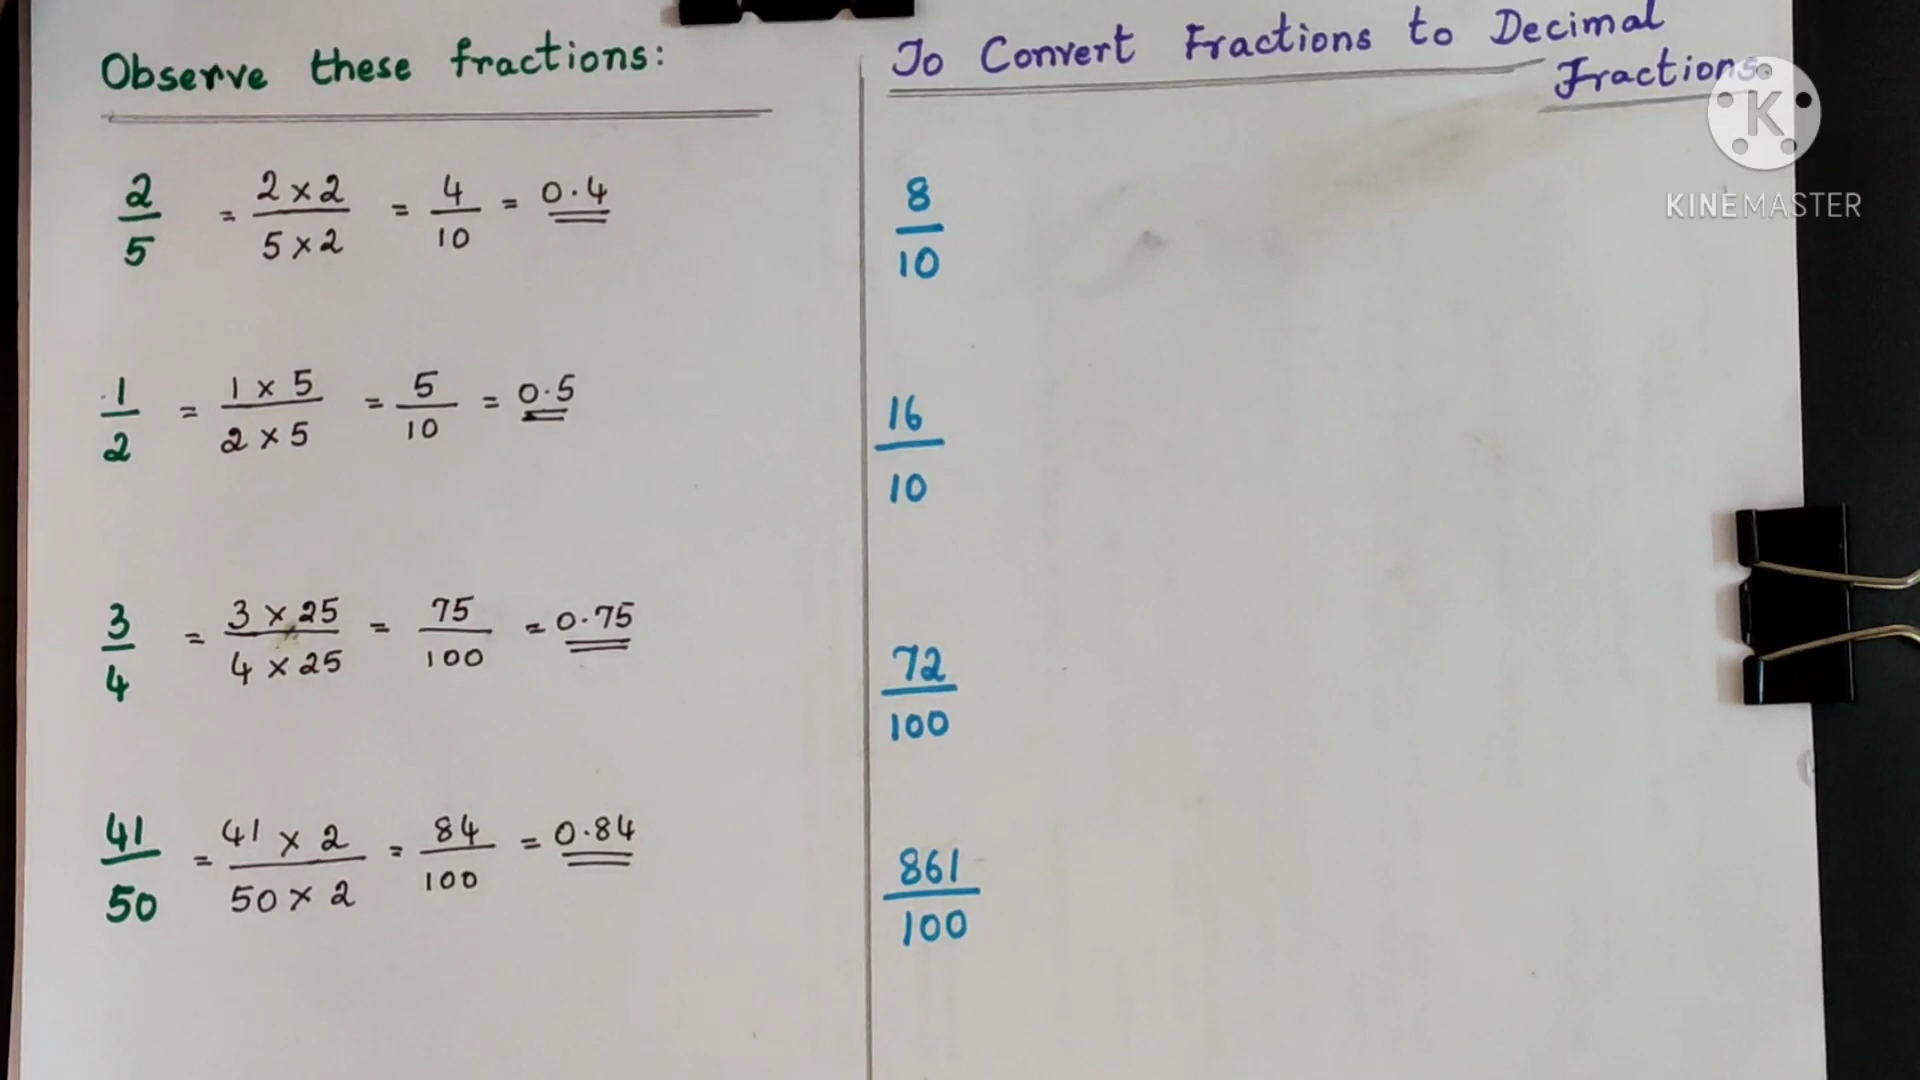 Observe these fractions:
2/5 = 2 × 2 / 5 × 2 = 4/10 = 0.4
1/2 = 1 × 5 / 2 × 5 = 5/10 = 0.5
3/4 = 3 × 25 / 4 × 25 = 75/100 = 0.75
41/50 = 41 × 2 / 50 × 2 = 84/100 = 0.84
To Convert Fractions to Decimal
Fractions
8/10
16/10
72/100
861/100
K
KINEMASTER